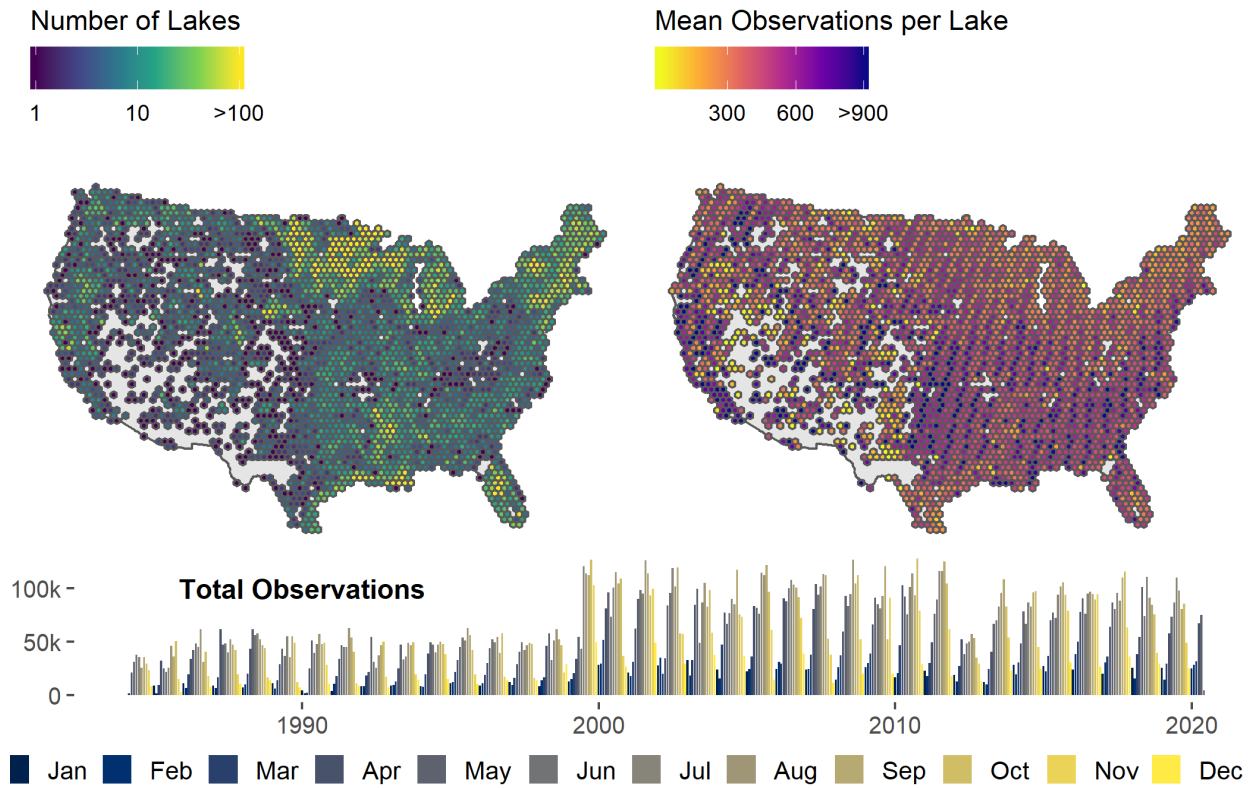 Number of Lakes
Mean Observations per Lake
1 10 >100
300 600 >900
Total Observations
100k
50k
0
1990 2000 2010 2020
Jan Feb Mar Apr May Jun Jul Aug Sep Oct Nov Dec